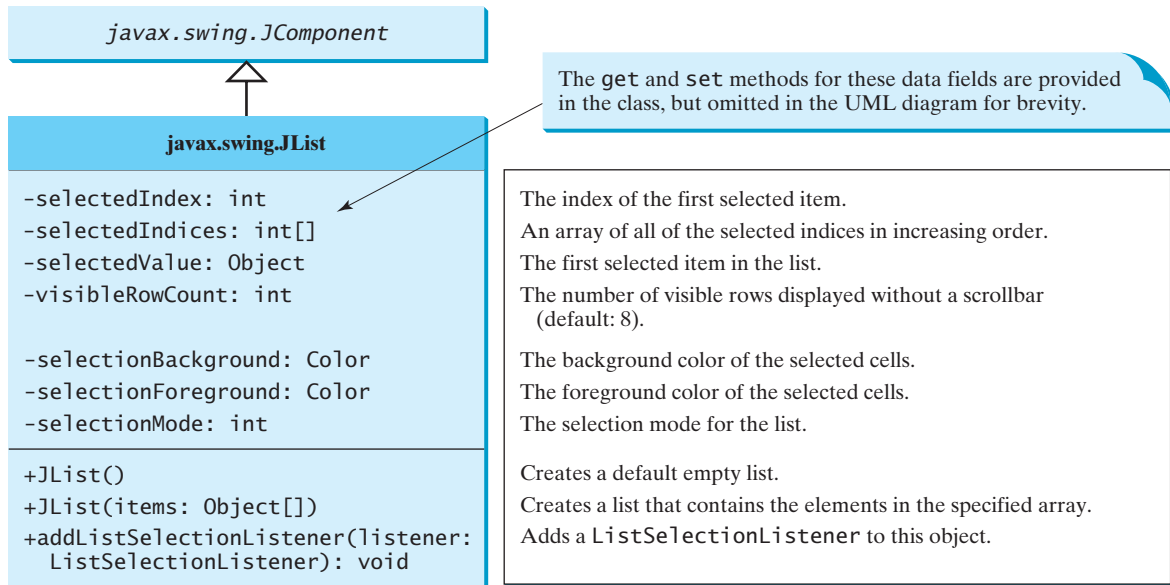 javax.swing.JComponent
The get and set methods for these data fields are provided
in the class, but omitted in the UML diagram for brevity.
javax.swing.JList
-selectedIndex: int
The index of the first selected item.
-selectedIndices: int[]
An array of all of the selected indices in increasing order.
-selectedValue: Object
The first selected item in the list.
-visibleRowCount: int
The number of visible rows displayed without a scrollbar
(default: 8).
-selectionBackground: Color
The background color of the selected cells.
-selectionForeground: Color
The foreground color of the selected cells.
-selectionMode: int
The selection mode for the list.
+JList()
Creates a default empty list.
+JList(items: Object[])
Creates a list that contains the elements in the specified array.
+addListSelectionListener(listener:
Adds a ListSelectionListener to this object.
ListSelectionListener): void